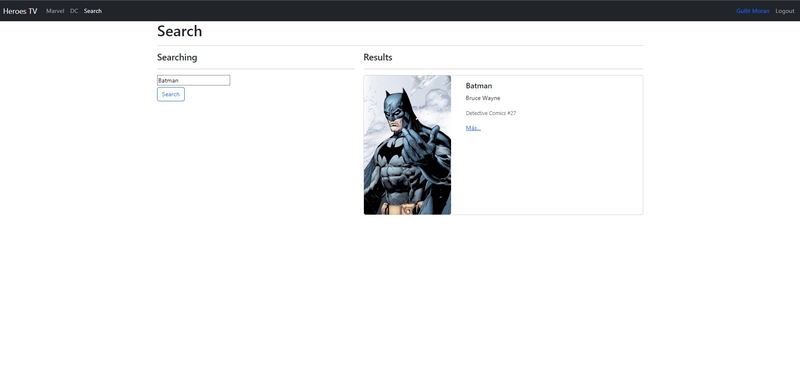 Heroes TV Marvel DC Search Guibt Moran Logout
Search
Searching
Results
Batman
Search
Batman
Bruce Wayne
Detective Comics #27
Más...